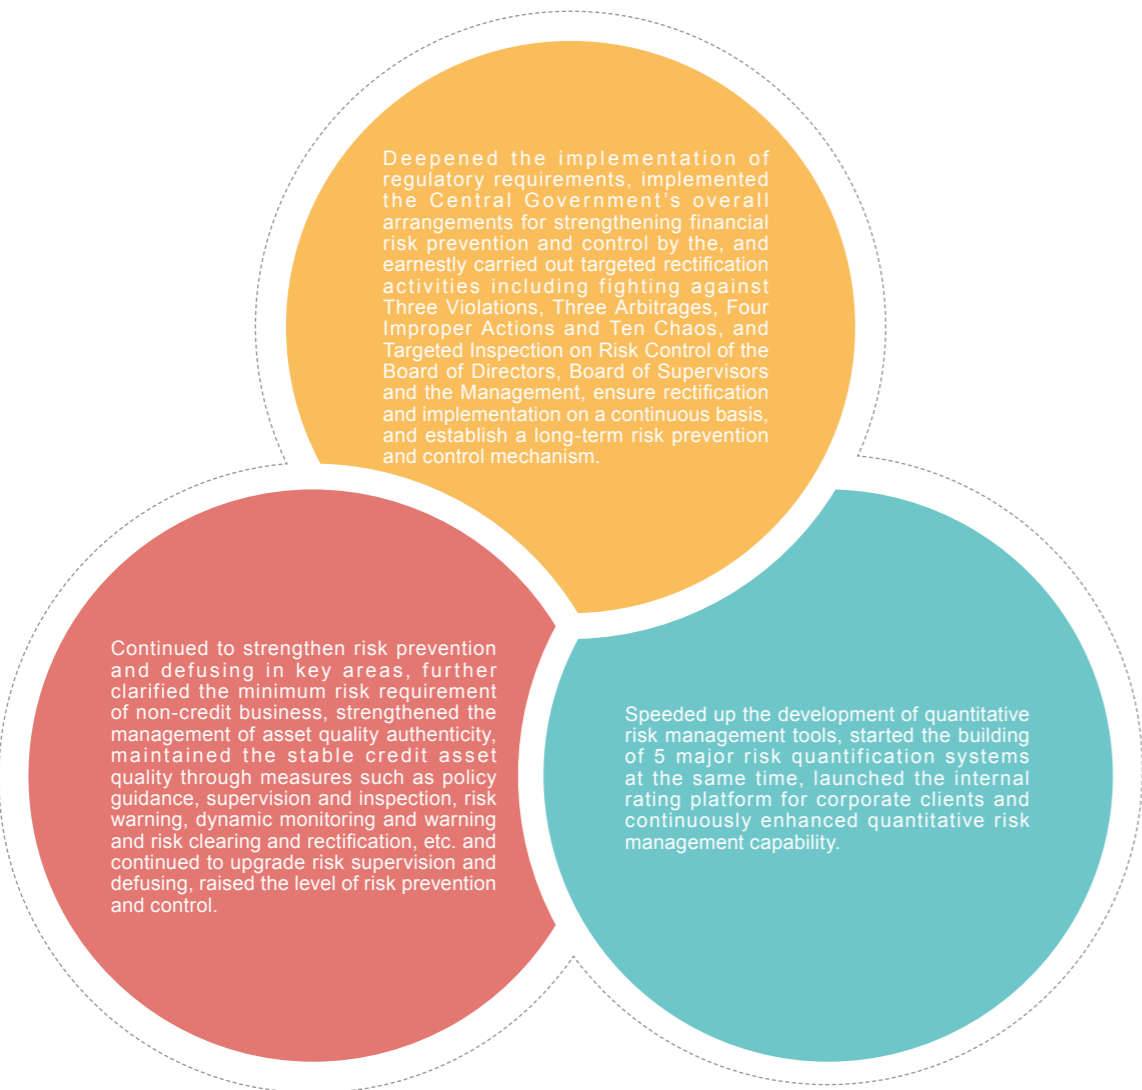 Deepened the implementation of
regulatory requirements, implemented
the Central Government's overall
arrangements for strengthening financial
risk prevention and control by the, and
earnestly carried out targeted rectification
activities including fighting against
Three Violations, Three Arbitrages, Four
Improper Actions and Ten Chaos, and
Targeted Inspection on Risk Control of the
Board of Directors, Board of Supervisors
and the Management, ensure rectification
and implementation on a continuous basis,
and establish a long-term risk prevention
and control mechanism.
Continued to strengthen risk prevention
and defusing in key areas, further
clarified the minimum risk requirement
of non-credit business, strengthened the
management of asset quality authenticity,
maintained the stable credit asset
quality through measures such as policy
guidance, supervision and inspection, risk
warning, dynamic monitoring and warning
and risk clearing and rectification, etc. and
continued to upgrade risk supervision and
defusing, raised the level of risk prevention
and control.
Speeded up the development of quantitative
risk management tools, started the building
of 5 major risk quantification systems
at the same time, launched the internal
rating platform for corporate clients and
continuously enhanced quantitative risk
management capability.